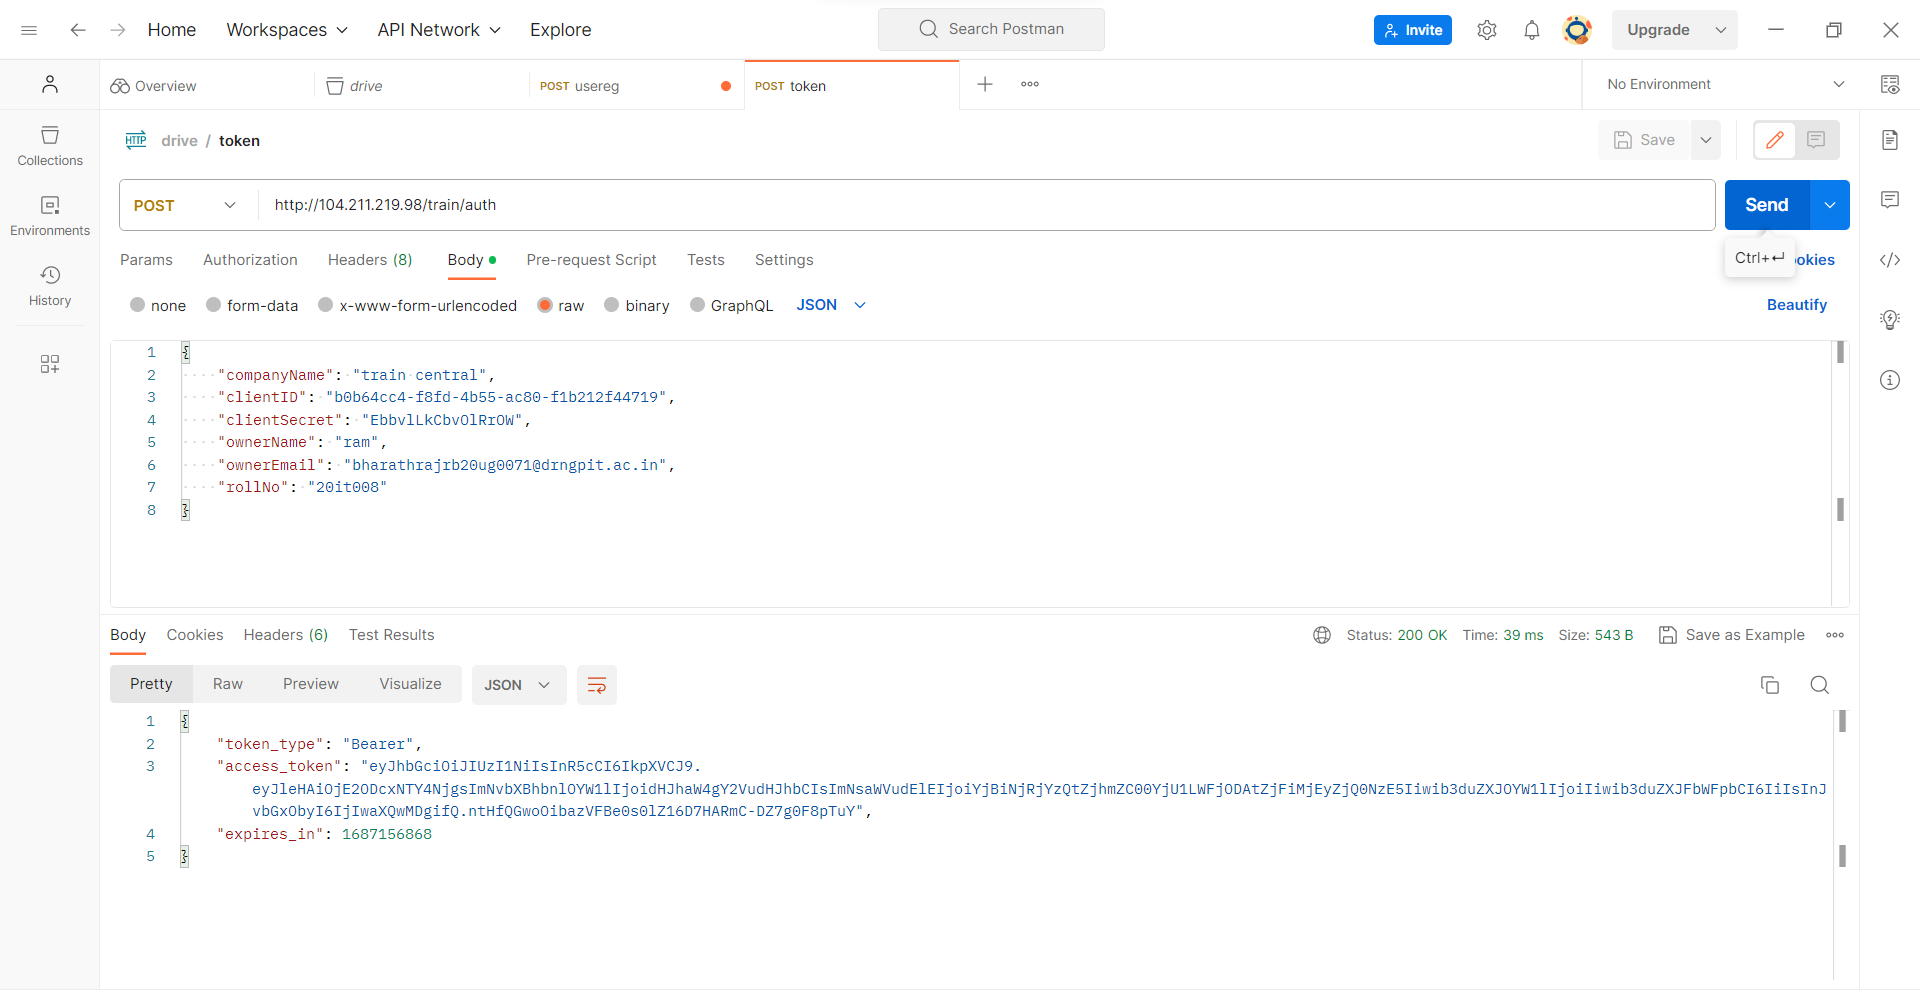 Home Workspaces API Network Explore Search Postman Invite Upgrade
Overview drive POST usereg POST token No Environment
HTTP drive / token Save
Collections
Environments
History
POST http://104.211.219.98/train/auth Send
Params Authorization Headers (8) Body Pre-request Script Tests Settings Ctrl+↵ okies
none form-data x-www-form-urlencoded raw binary GraphQL JSON Beautify
1 {
2 "companyName": "train central",
3 "clientID": "b0b64cc4-f8fd-4b55-ac80-f1b212f44719",
4 "clientSecret": "EbbvlLkCbvOlRrOW",
5 "ownerName": "ram",
6 "ownerEmail": "bharathrajrb20ug0071@drngpit.ac.in",
7 "rollNo": "20it008"
8 }
Body Cookies Headers (6) Test Results Status: 200 OK Time: 39 ms Size: 543 B Save as Example
Pretty Raw Preview Visualize JSON
1 {
2 "token_type": "Bearer",
3 "access_token": "eyJhbGciOiJIUzI1NiIsInR5cCI6IkpXVCJ9.
eyJleHAiOjE2ODcxNTY4NjgsImNvbXBhbnlOYW1lIjoidHJhaW4gY2VudHJhbCIsImNsaWVudElEIjoiYjBiNjRjYzQtZjhmZC00YjU1LWFjODAtZjFiMjEyZjQ0NzE5Iiwib3duZXJOYW1lIjoiIiwib3duZXJFbWFpbCI6IiIsInJ
vbGxObyI6IjIwaXQwMDgifQ.ntHfQGwoOibazVFBe0s0lZ16D7HARmC-DZ7g0F8pTuY",
4 "expires_in": 1687156868
5 }